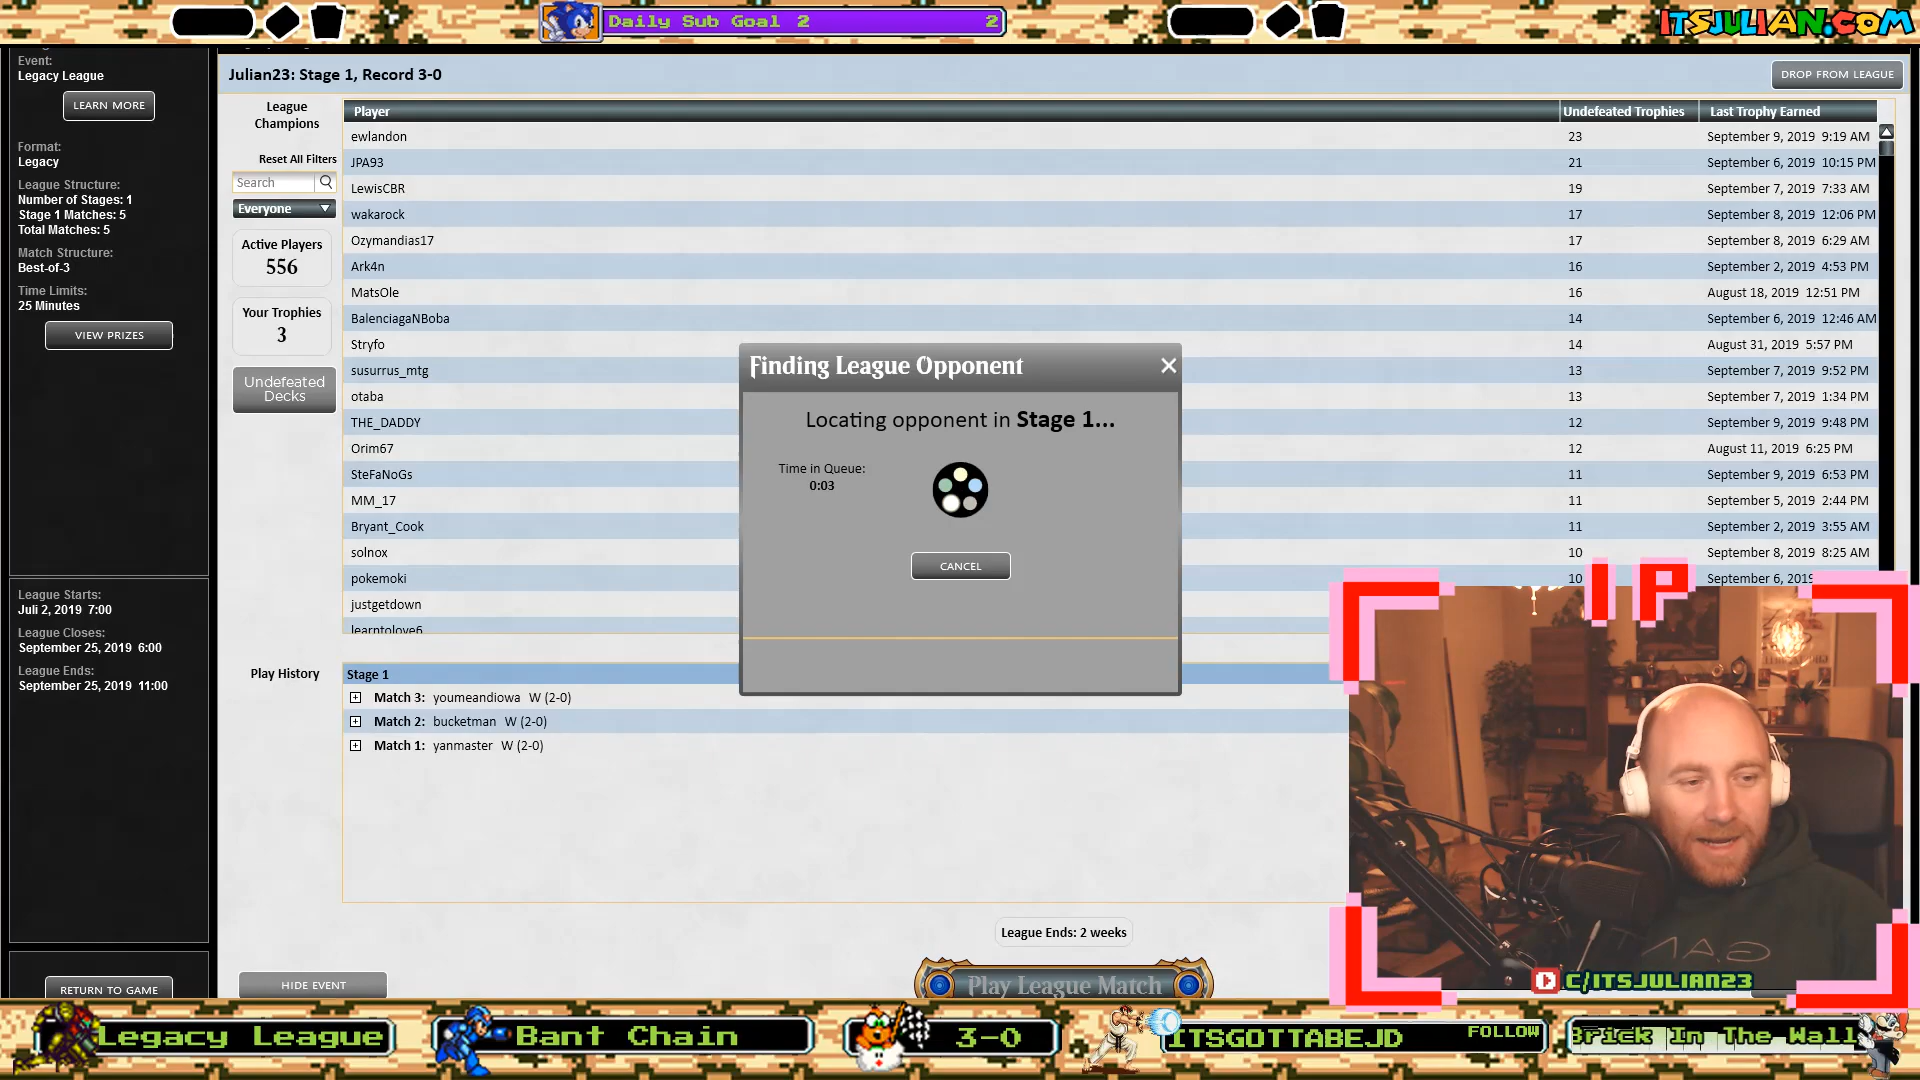 Daily Sub Goal 2
2
ITSJULIAN.COM
Event:
Legacy League
LEARN MORE
Format:
Legacy
League Structure:
Number of Stages: 1
Stage 1 Matches: 5
Total Matches: 5
Match Structure:
Best-of-3
Time Limits:
25 Minutes
VIEW PRIZES
League Starts:
Juli 2, 2019 7:00
League Closes:
September 25, 2019 6:00
League Ends:
September 25, 2019 11:00
RETURN TO GAME
Julian23: Stage 1, Record 3-0
DROP FROM LEAGUE
League
Champions
Reset All Filters
Search
Everyone
Active Players
556
Your Trophies
3
Undefeated
Decks
Player Undefeated Trophies Last Trophy Earned
ewlandon 23 September 9, 2019 9:19 AM
JPA93 21 September 6, 2019 10:15 PM
LewisCBR 19 September 7, 2019 7:33 AM
wakarock 17 September 8, 2019 12:06 PM
Ozymandias17 17 September 8, 2019 6:29 AM
Ark4n 16 September 2, 2019 4:53 PM
MatsOle 16 August 18, 2019 12:51 PM
BalenciagaNBoba 14 September 6, 2019 12:46 AM
Stryfo 14 August 31, 2019 5:57 PM
susurrus_mtg 13 September 7, 2019 9:52 PM
otaba 13 September 7, 2019 1:34 PM
THE_DADDY 12 September 9, 2019 9:48 PM
Orim67 12 August 11, 2019 6:25 PM
SteFaNoGs 11 September 9, 2019 6:53 PM
MM_17 11 September 5, 2019 2:44 PM
Bryant_Cook 11 September 2, 2019 3:55 AM
solnox 10 September 8, 2019 8:25 AM
pokemoki 10 September 6, 2019
justgetdown
learntolove6
Finding League Opponent
Locating opponent in Stage 1...
Time in Queue:
0:03
CANCEL
Play History
Stage 1
Match 3: youmeandiowa W (2-0)
Match 2: bucketman W (2-0)
Match 1: yanmaster W (2-0)
League Ends: 2 weeks
HIDE EVENT
Play League Match
1P
C/ITSJULIAN23
Legacy League
Bant Chain
3-0
ITSGOTTABEJD
FOLLOW
Brick In The Wall